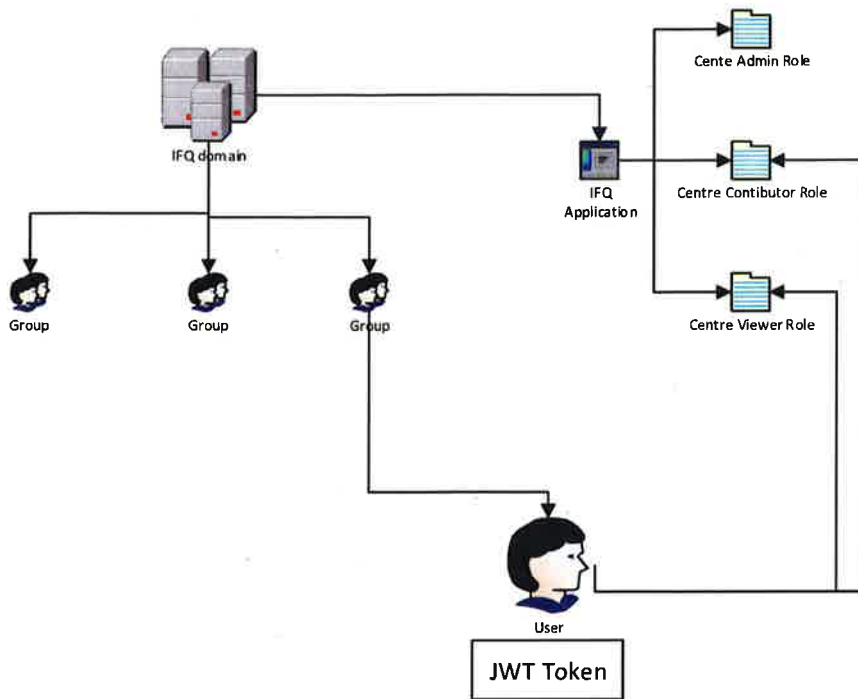 Cente Admin Role
IFQ domain
IFQ
Application
Centre Contibutor Role
Group
Group
Group
Centre Viewer Role
User
JWT Token